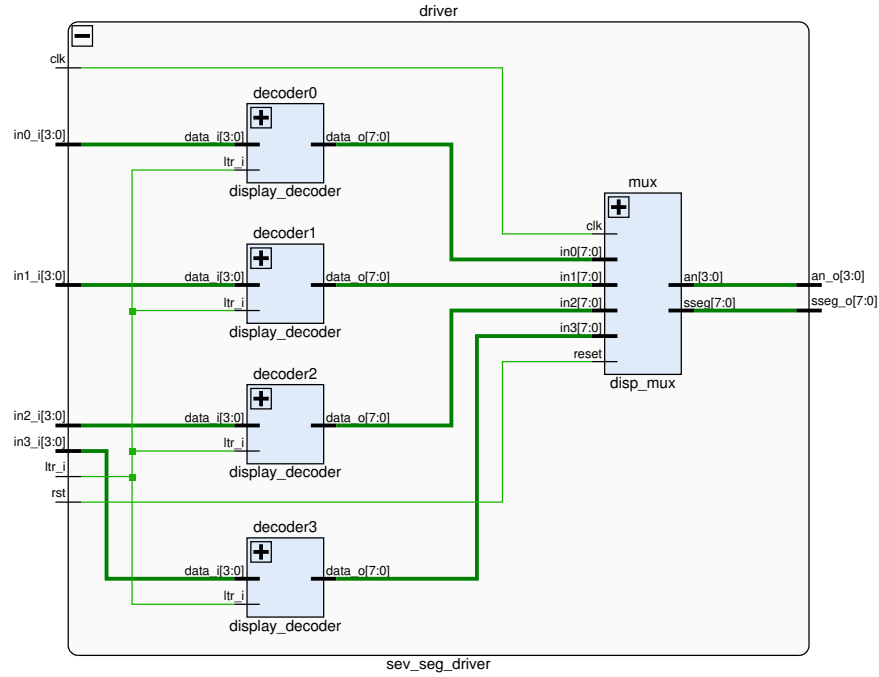 driver
clk
decoder0
in0_i[3:0]
data_i[3:0]
data_o[7:0]
ltr_i
display_decoder
mux
clk
decoder1
in0[7:0]
in1_i[3:0]
data_i[3:0]
data_o[7:0]
in1[7:0]
an[3:0]
an_o[3:0]
ltr_i
in2[7:0]
sseg[7:0]
sseg_o[7:0]
display_decoder
in3[7:0]
reset
decoder2
disp_mux
in2_i[3:0]
data_i[3:0]
data_o[7:0]
in3_i[3:0]
ltr_i
ltr_i
display_decoder
rst
decoder3
data_i[3:0]
data_o[7:0]
ltr_i
display_decoder
sev_seg_driver